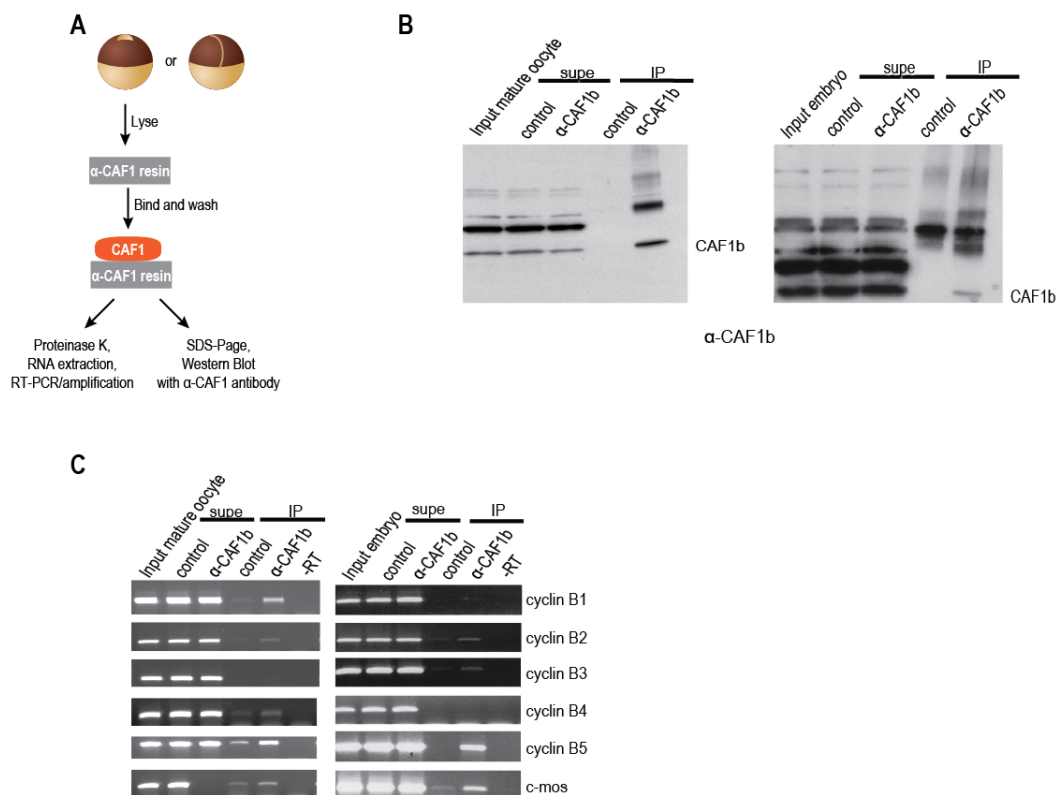 A
or
Lyse
α-CAF1 resin
Bind and wash
CAF1
α-CAF1 resin
Proteinase K,
RNA extraction,
RT-PCR/amplification
SDS-Page,
Western Blot
with α-CAF1 antibody
B
supe
IP
Input mature oocyte
control
α-CAF1b
control
α-CAF1b
CAF1b
supe
IP
Input embryo
control
α-CAF1b
control
α-CAF1b
CAF1b
α-CAF1b
C
supe
IP
Input mature oocyte
control
α-CAF1b
control
α-CAF1b
-RT
supe
IP
Input embryo
control
α-CAF1b
control
α-CAF1b
-RT
cyclin B1
cyclin B2
cyclin B3
cyclin B4
cyclin B5
c-mos